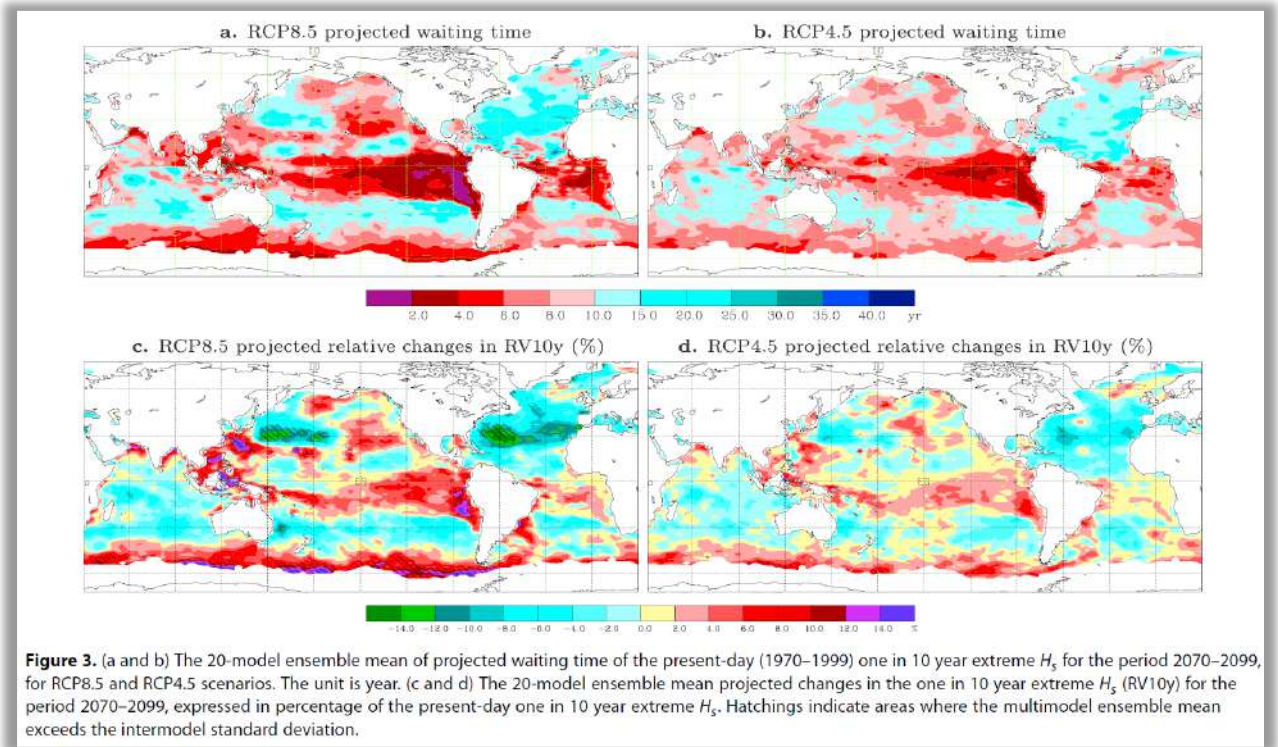 a. RCP8.5 projected waiting time
b. RCP4.5 projected waiting time
2.0 4.0 6.0 8.0 10.0 15.0 20.0 25.0 30.0 35.0 40.0 yr
c. RCP8.5 projected relative changes in RV10y (%)
d. RCP4.5 projected relative changes in RV10y (%)
-14.0 -12.0 -10.0 -8.0 -6.0 -4.0 -2.0 0.0 2.0 4.0 6.0 8.0 10.0 12.0 14.0 %
Figure 3. (a and b) The 20-model ensemble mean of projected waiting time of the present-day (1970–1999) one in 10 year extreme Hs for the period 2070–2099,
for RCP8.5 and RCP4.5 scenarios. The unit is year. (c and d) The 20-model ensemble mean projected changes in the one in 10 year extreme Hs (RV10y) for the
period 2070–2099, expressed in percentage of the present-day one in 10 year extreme Hs. Hatchings indicate areas where the multimodel ensemble mean
exceeds the intermodel standard deviation.